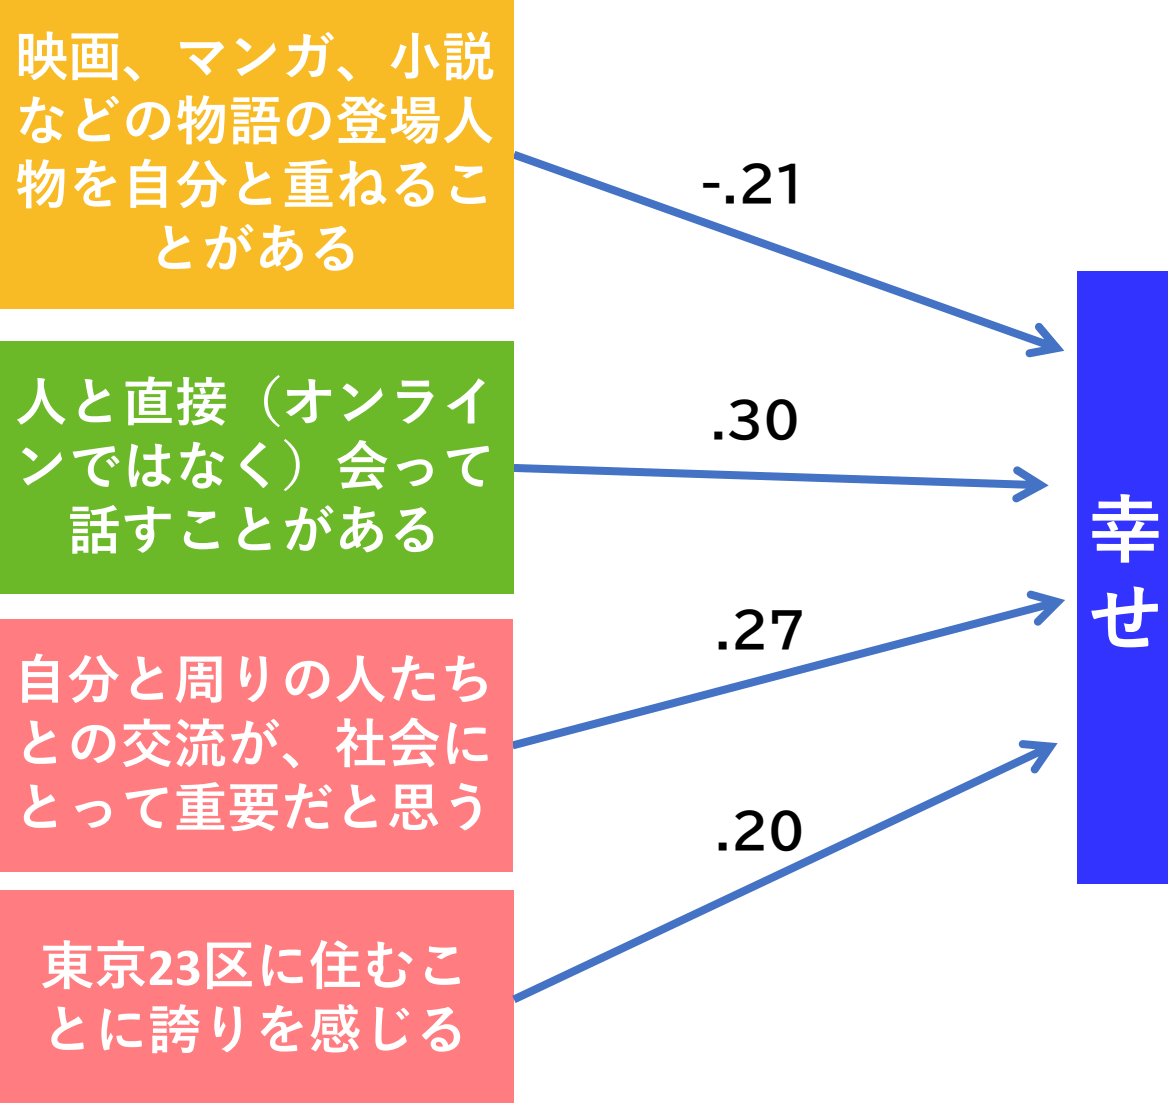 映画、マンガ、小説
などの物語の登場人
物を自分と重ねるこ
とがある
-.21
人と直接（オンライ
ンではなく）会って
話すことがある
.30
自分と周りの人たち
との交流が、社会に
とって重要だと思う
.27
東京23区に住むこ
とに誇りを感じる
.20
幸せ